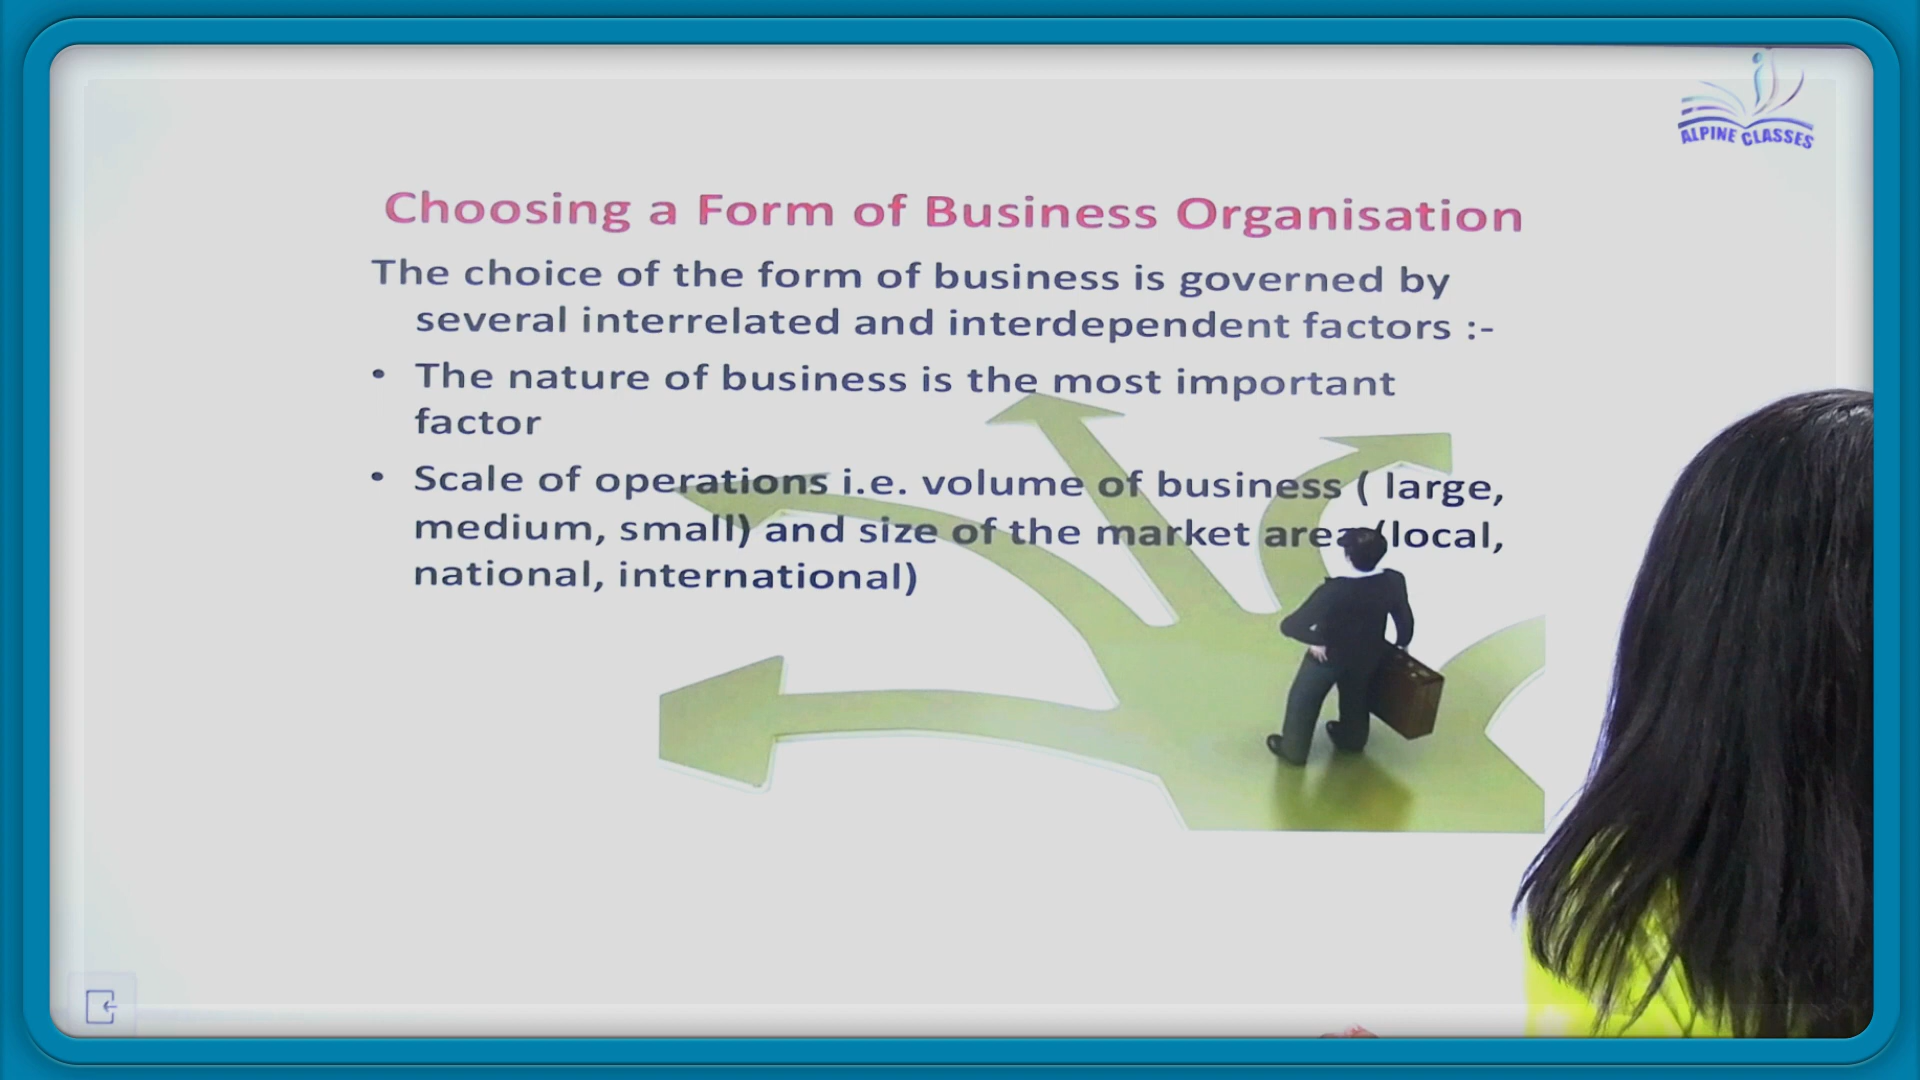 ALPINE CLASSES
Choosing a Form of Business Organisation
The choice of the form of business is governed by
several interrelated and interdependent factors :-
• The nature of business is the most important
factor
• Scale of operations i.e. volume of business ( large,
medium, small) and size of the market area (local,
national, international)